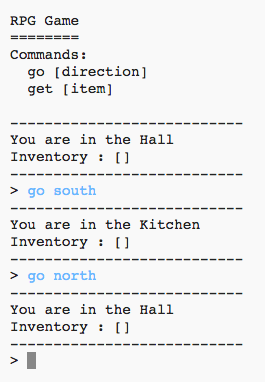 RPG Game
========
Commands:
  go [direction]
  get [item]

---------------------------
You are in the Hall
Inventory : []
---------------------------
> go south
---------------------------
You are in the Kitchen
Inventory : []
---------------------------
> go north
---------------------------
You are in the Hall
Inventory : []
---------------------------
>